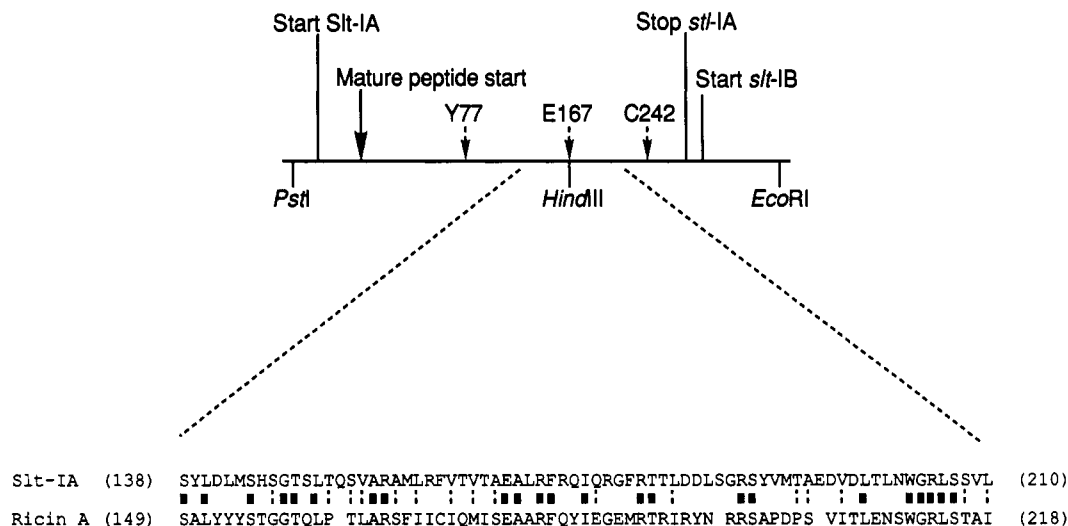 Start Slt-IA
Stop stl-IA
Mature peptide start
Start slt-IB
Y77
E167
C242
PstI
HindIII
EcoRI
Slt-IA (138) SYLDLMSHSGTSLTQSVARAMLRFVTVTAEALRFRQIQRGFRTTLDDLSGRSYVMTAEDVDLTLNWGRLSSVL (210)
Ricin A (149) SALYYYSTGGTQLP TLARSFIICIQMISEAARFQYIEGEMRTRIRYN RRSAPDPS VITLENSWGRLSTAI (218)